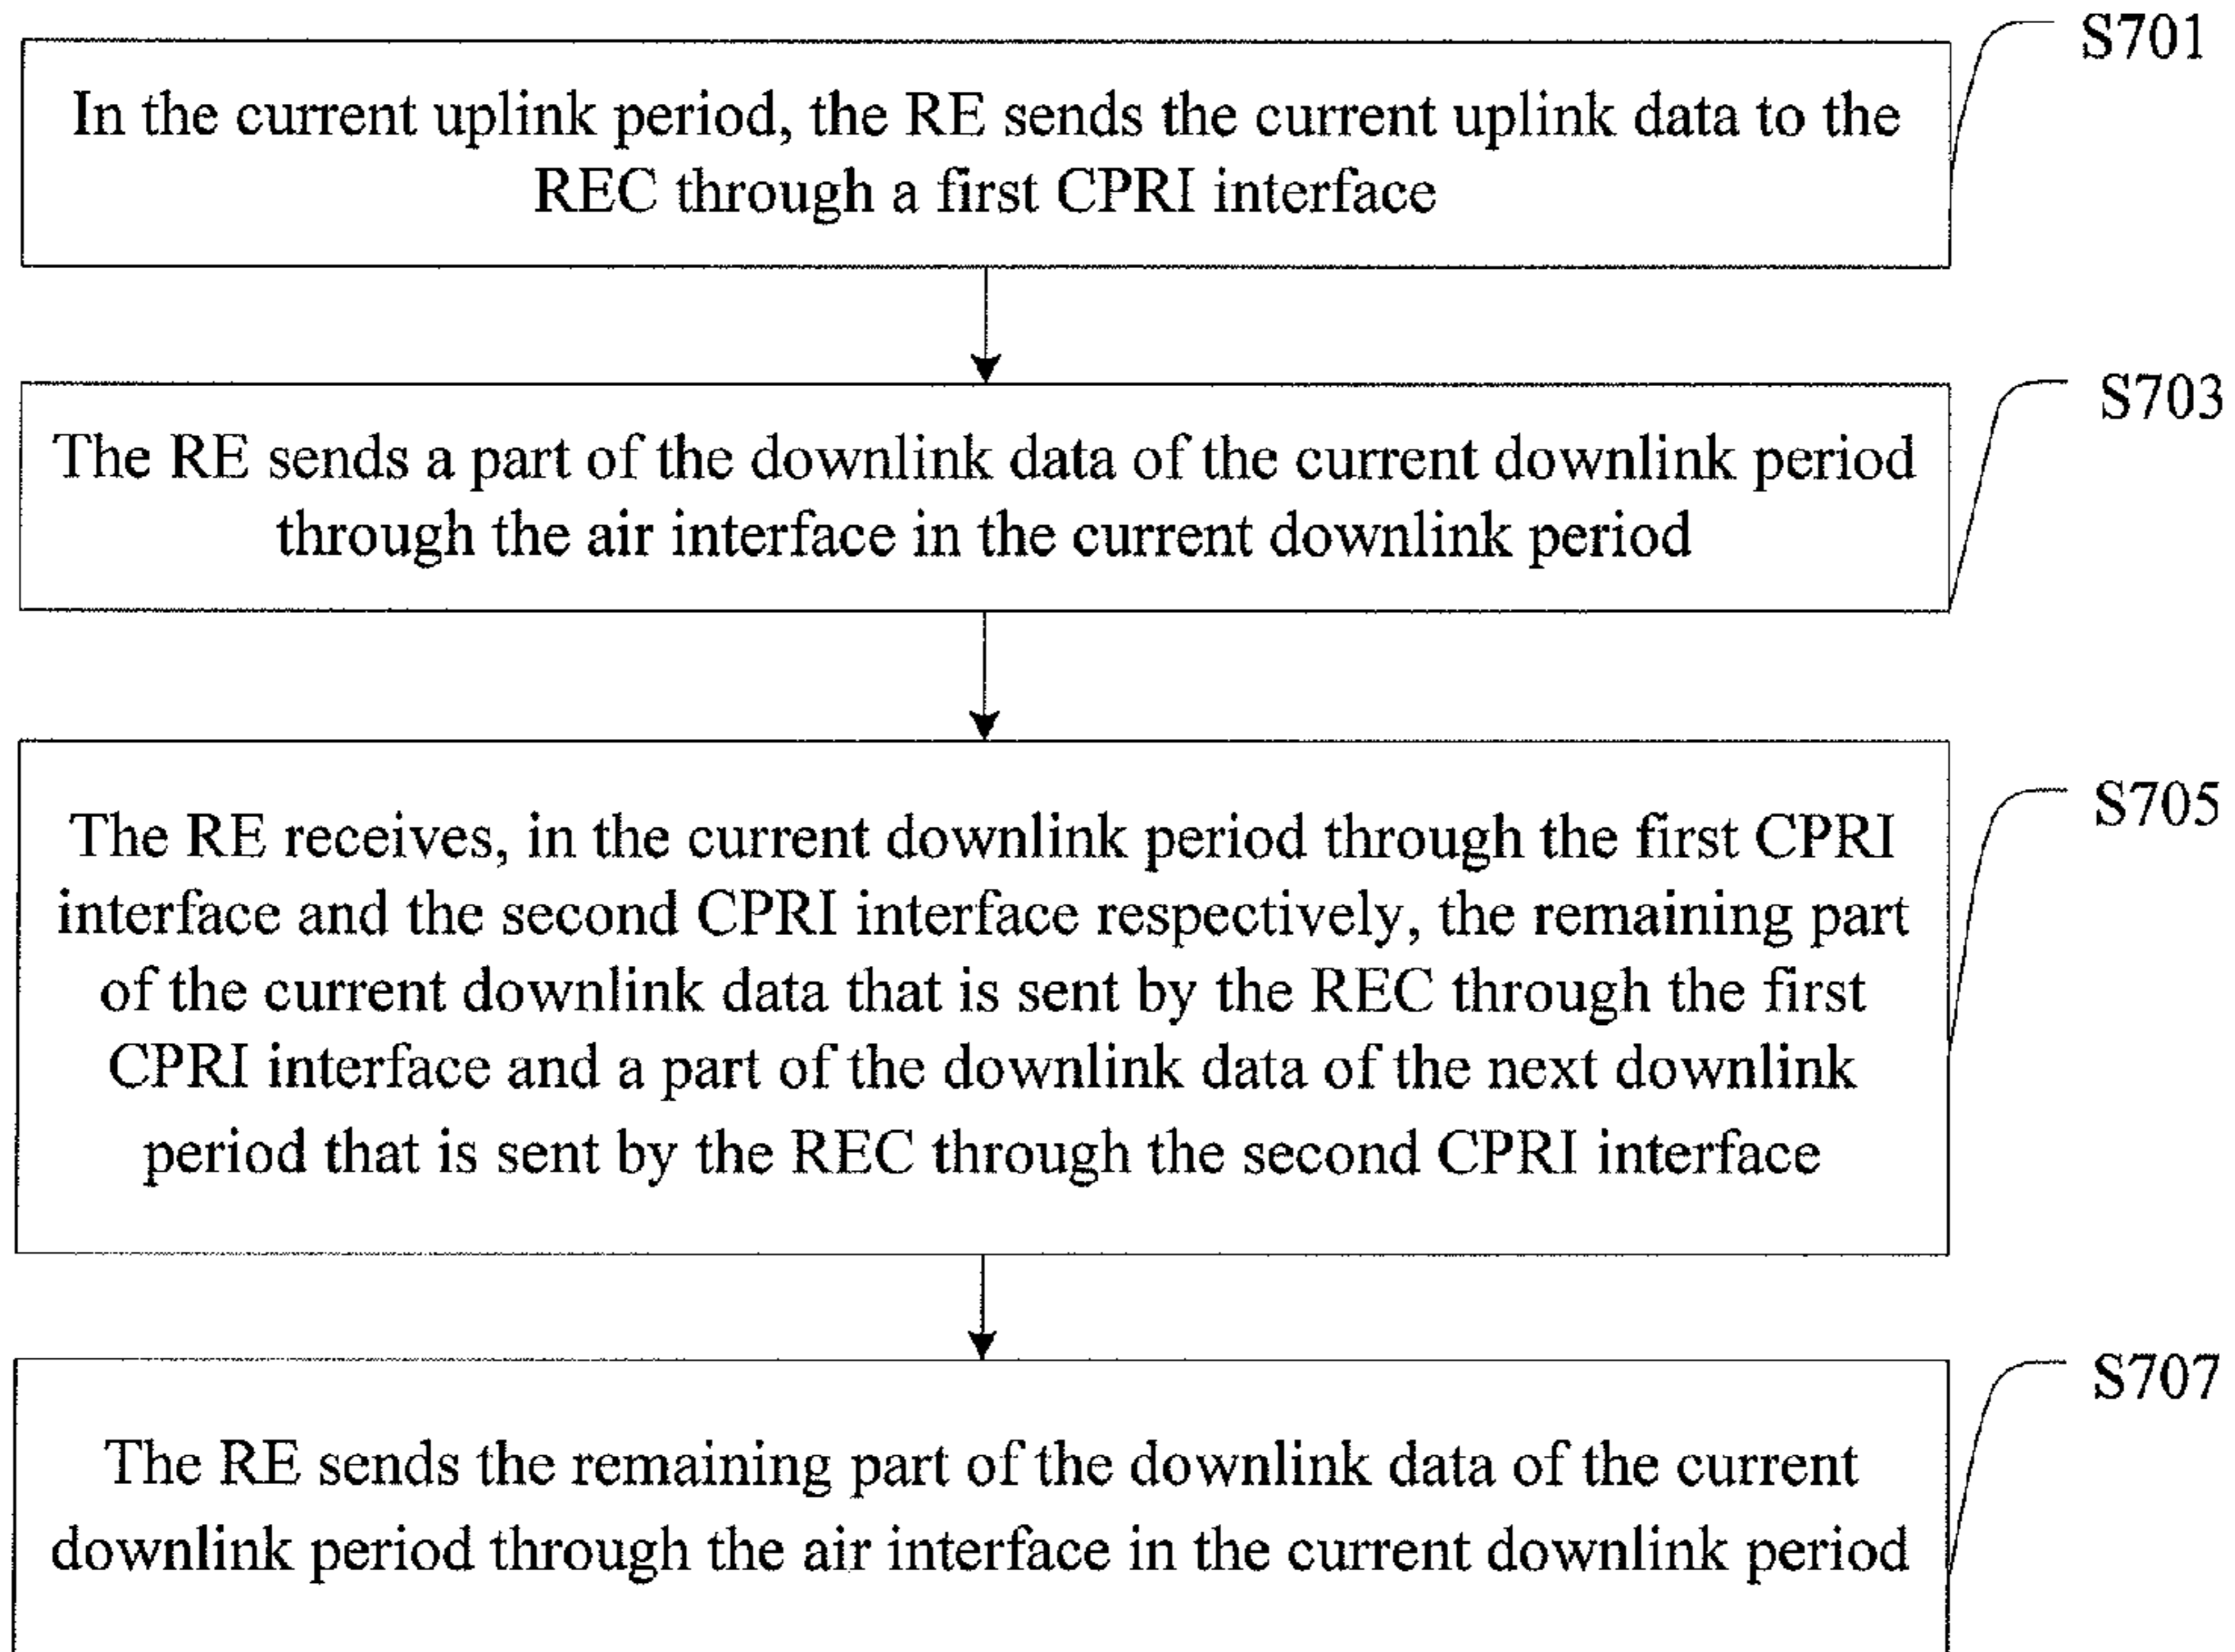 S701
In the current uplink period, the RE sends the current uplink data to the
REC through a first CPRI interface
S703
The RE sends a part of the downlink data of the current downlink period
through the air interface in the current downlink period
S705
The RE receives, in the current downlink period through the first CPRI
interface and the second CPRI interface respectively, the remaining part
of the current downlink data that is sent by the REC through the first
CPRI interface and a part of the downlink data of the next downlink
period that is sent by the REC through the second CPRI interface
S707
The RE sends the remaining part of the downlink data of the current
downlink period through the air interface in the current downlink period